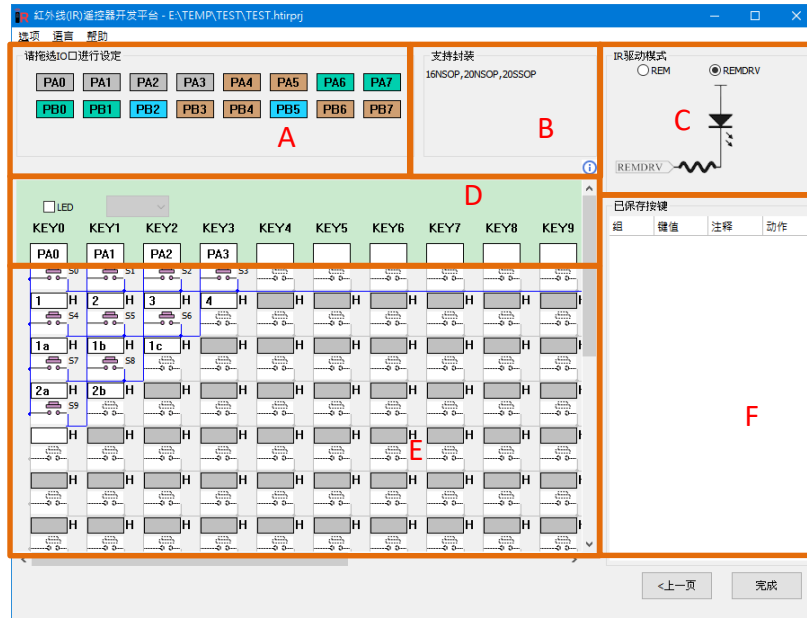 紅外线(IR)遥控器开发平台 - E:\TEMP\TEST\TEST.htirprj
选项 语言 帮助
请拖选IO口进行设定
PA0 PA1 PA2 PA3 PA4 PA5 PA6 PA7
PB0 PB1 PB2 PB3 PB4 PB5 PB6 PB7
A
支持封装
16NSOP,20NSOP,20SSOP
B
IR驱动模式
REM REMDRV
C
REMDRV
D
LED
KEY0 KEY1 KEY2 KEY3 KEY4 KEY5 KEY6 KEY7 KEY8 KEY9
PA0 PA1 PA2 PA3
S0 S1 S2 S3
1 H 2 H 3 H 4 H H H H H H
S4 S5 S6
1a H 1b H 1c H H H H H H H
S7 S8
2a H 2b H H H H H H H H
S9
H H H H H H H H H
E
H H H H H H H H H
H H H H H H H H H
已保存按键
组 键值 注释 动作
F
<上一页 完成